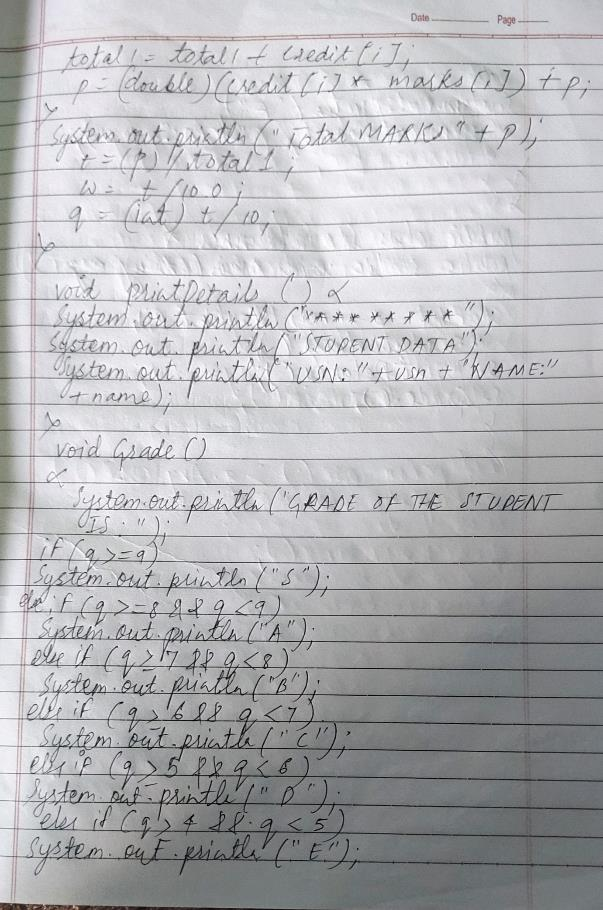 Date Page
total1 = total1 + credit[i];
p = (double)(credit[i] * marks[i]) + p;
}
System.out.println("Total MARKS" + p);
t = (p) / total1;
w = t/10.0;
q = (int) t/10;
}
void printDetails () {
System.out.println("*********");
System.out.println("STUDENT DATA");
System.out.println("USN:" + usn + "NAME:"
+ name);
}
void Grade ()
{
System.out.println("GRADE OF THE STUDENT
IS : ");
if (q >= 9)
System.out.println("S");
else if (q >= 8 && q < 9)
System.out.println("A");
else if (q ≥ 7 && q < 8)
System.out.println("B");
else if (q > 6 && q < 7)
System.out.println("C");
else if (q > 5 && q < 6)
System.out.println("D");
else if (q > 4 && q < 5)
System.out.println("E");